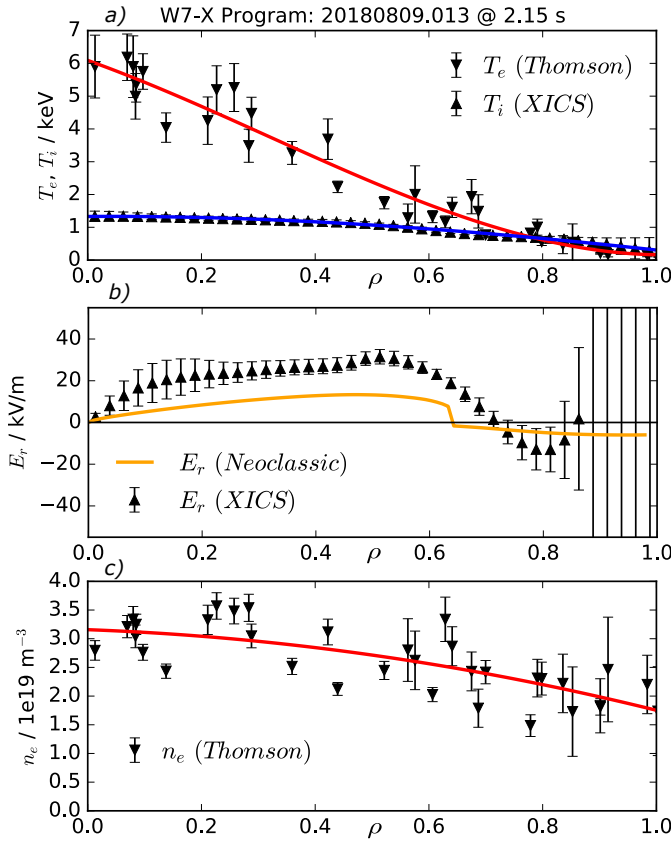 W7-X Program: 20180809.013 @ 2.15 s
a)
7
6
5
4
3
2
1
0
T_e, T_i / keV
T_e (Thomson)
T_i (XICS)
0.0 0.2 0.4 0.6 0.8 1.0
ρ
b)
40
20
0
−20
−40
E_r / kV/m
E_r (Neoclassic)
E_r (XICS)
0.0 0.2 0.4 0.6 0.8 1.0
ρ
c)
4.0
3.5
3.0
2.5
2.0
1.5
1.0
0.5
0.0
n_e / 1e19 m⁻³
n_e (Thomson)
0.0 0.2 0.4 0.6 0.8 1.0
ρ